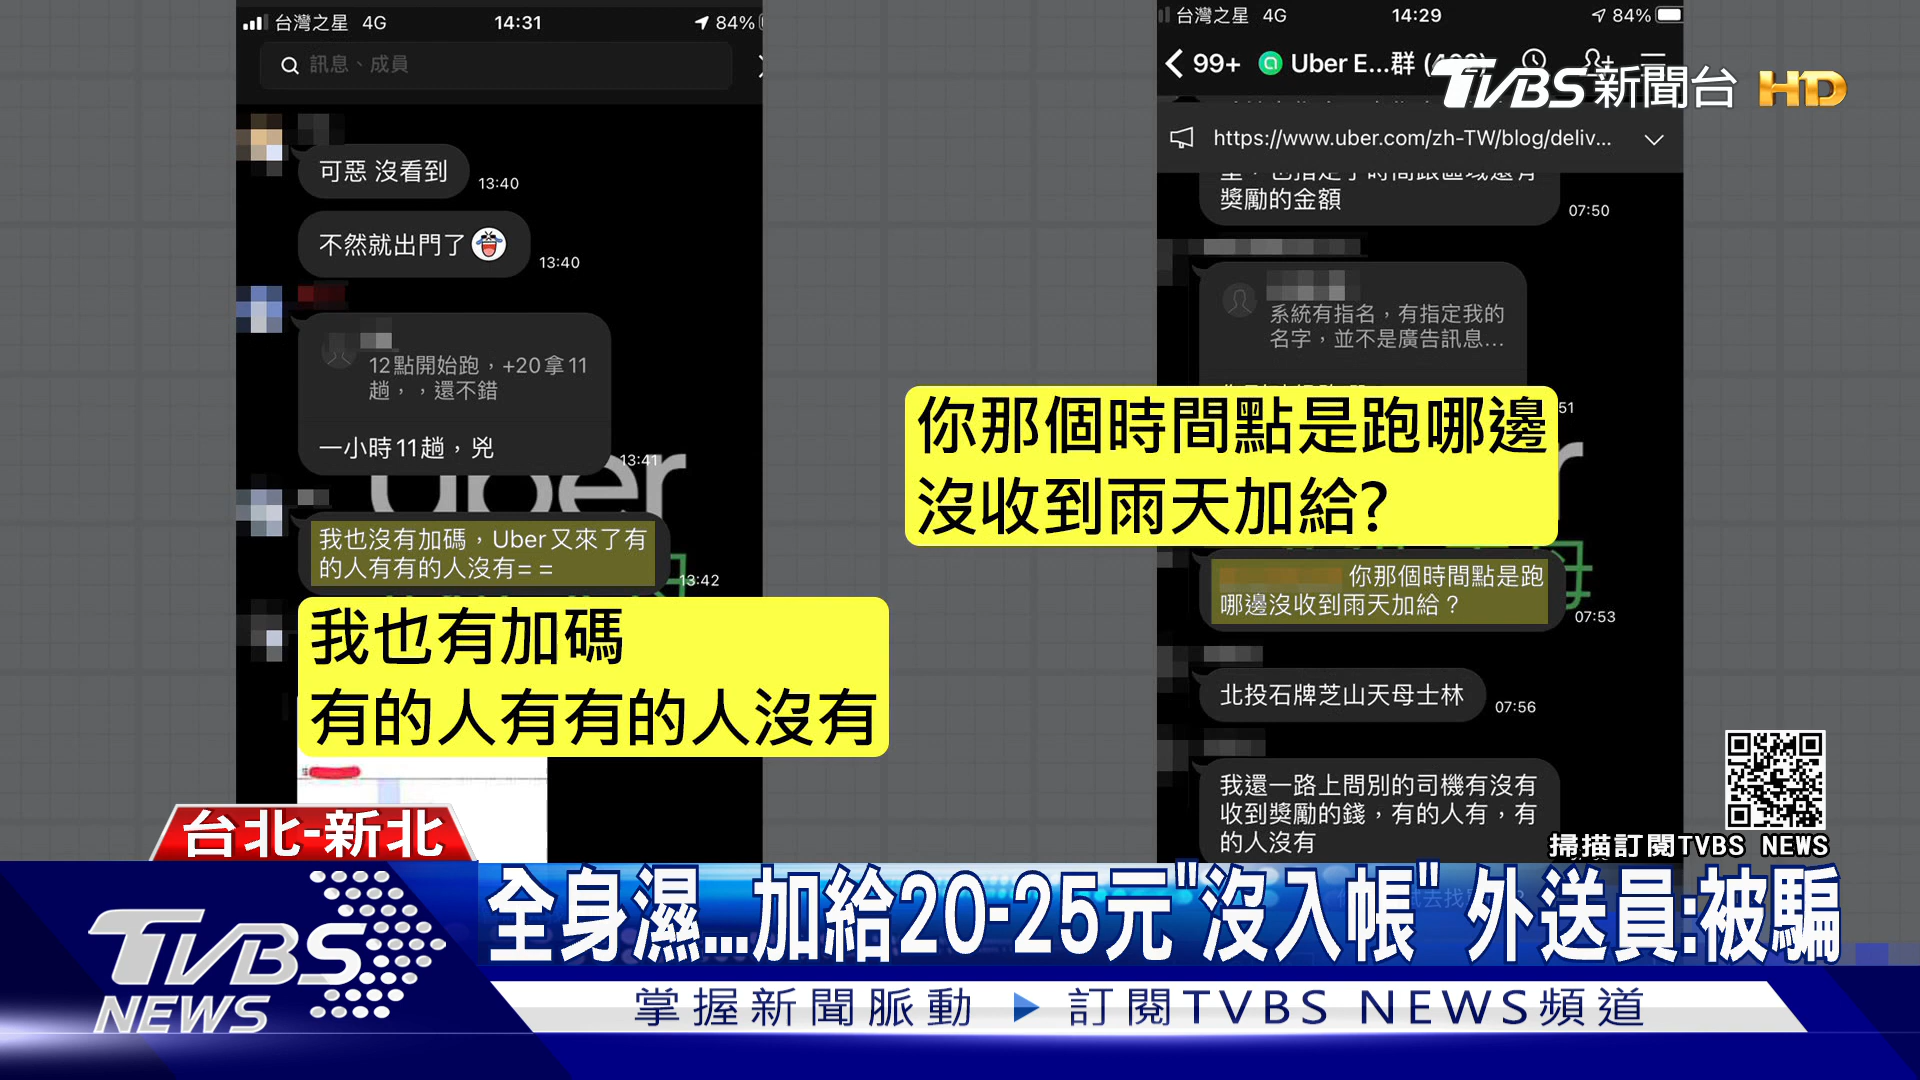 台灣之星 4G
14:31
84%
訊息、成員
可惡 沒看到
13:40
不然就出門了
13:40
12點開始跑，+20拿11
趟，，還不錯
一小時11趟，兇
13:41
Uber
我也沒有加碼，Uber又來了有
的人有有的人沒有= =
13:42
我也有加碼
有的人有有的人沒有
台灣之星 4G
14:29
84%
99+
Uber E...群
TVBS新聞台 HD
https://www.uber.com/zh-TW/blog/deliv...
獎勵的金額
07:50
系統有指名，有指定我的
名字，並不是廣告訊息...
51
你那個時間點是跑哪邊
沒收到雨天加給?
你那個時間點是跑
哪邊沒收到雨天加給？
07:53
北投石牌芝山天母士林
07:56
我還一路上問別的司機有沒有
收到獎勵的錢，有的人有，有
的人沒有
掃描訂閱TVBS NEWS
台北-新北
全身濕...加給20-25元"沒入帳" 外送員:被騙
TVBS
NEWS
掌握新聞脈動 ▶ 訂閱TVBS NEWS頻道